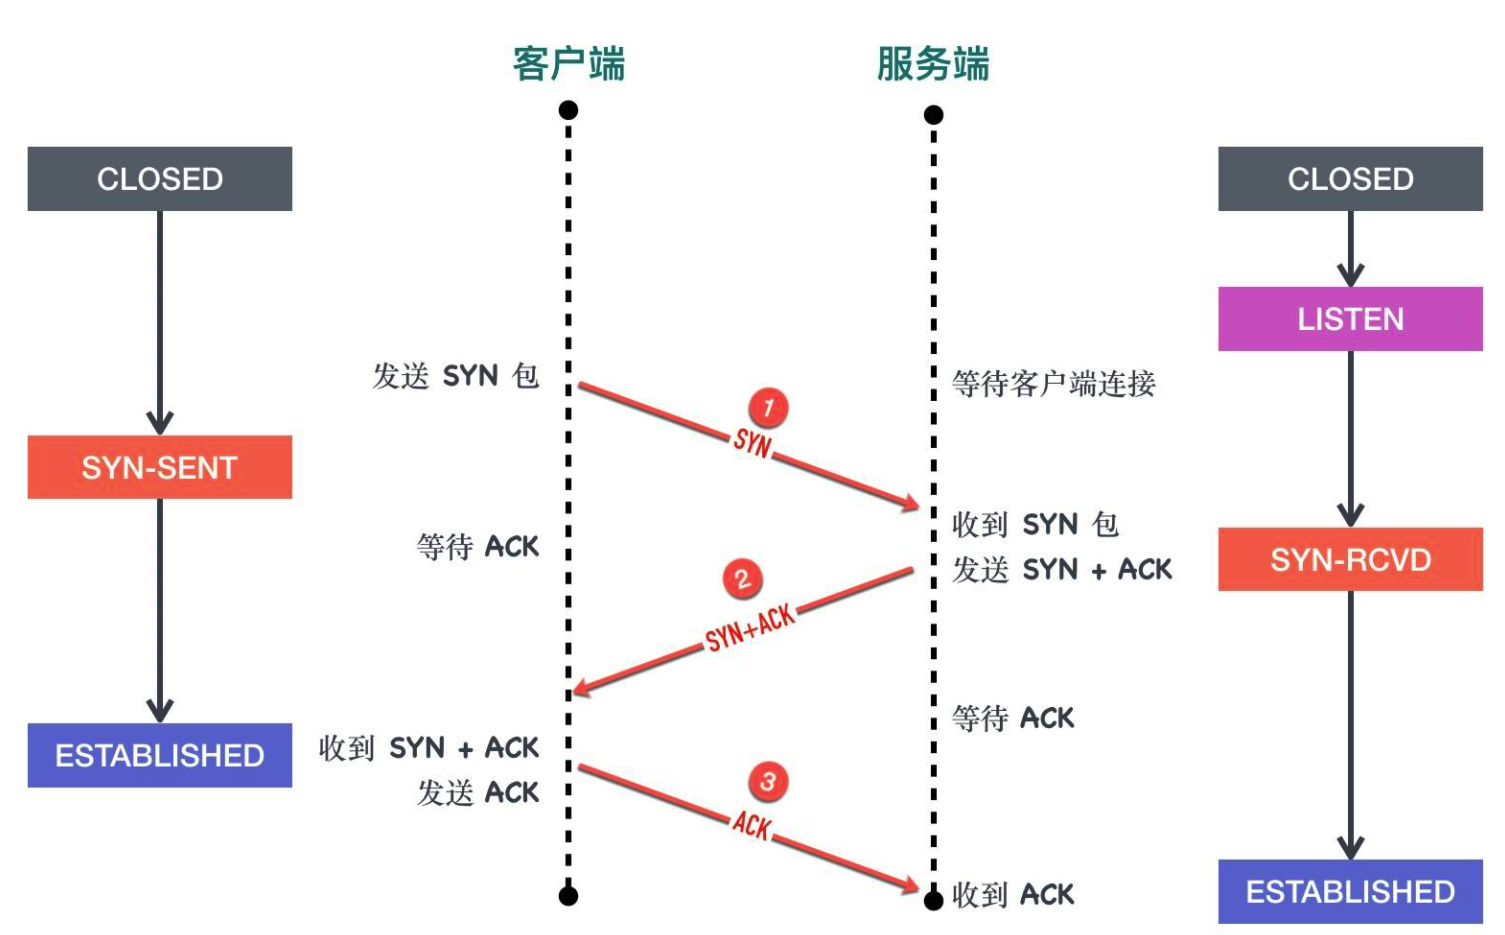 客户端
服务端
CLOSED
CLOSED
LISTEN
发送 SYN 包
等待客户端连接
1
SYN
SYN-SENT
收到 SYN 包
等待 ACK
发送 SYN + ACK
SYN-RCVD
2
SYN+ACK
等待 ACK
ESTABLISHED
收到 SYN + ACK
发送 ACK
3
ACK
收到 ACK
ESTABLISHED